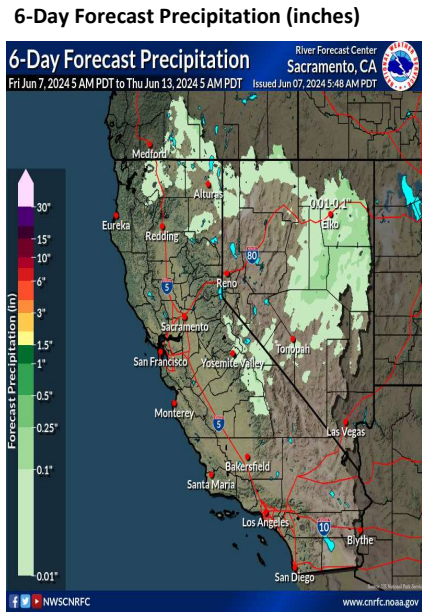 6-Day Forecast Precipitation (inches)
6-Day Forecast Precipitation
River Forecast Center
Sacramento, CA
Fri Jun 7, 2024 5 AM PDT to Thu Jun 13, 2024 5 AM PDT
Issued Jun 07, 2024 5:48 AM PDT
Medford
Alturas
0.01-0.1"
Eureka
Redding
Elko
80
Reno
5
Sacramento
San Francisco
Yosemite Valley
Tonopah
Monterey
5
Las Vegas
Bakersfield
Santa Maria
Los Angeles
10
Blythe
San Diego
Forecast Precipitation (in)
30"
15"
10"
6"
3"
1.5"
1"
0.5"
0.25"
0.1"
0.01"
NWSCNRFC
www.cnrfc.noaa.gov